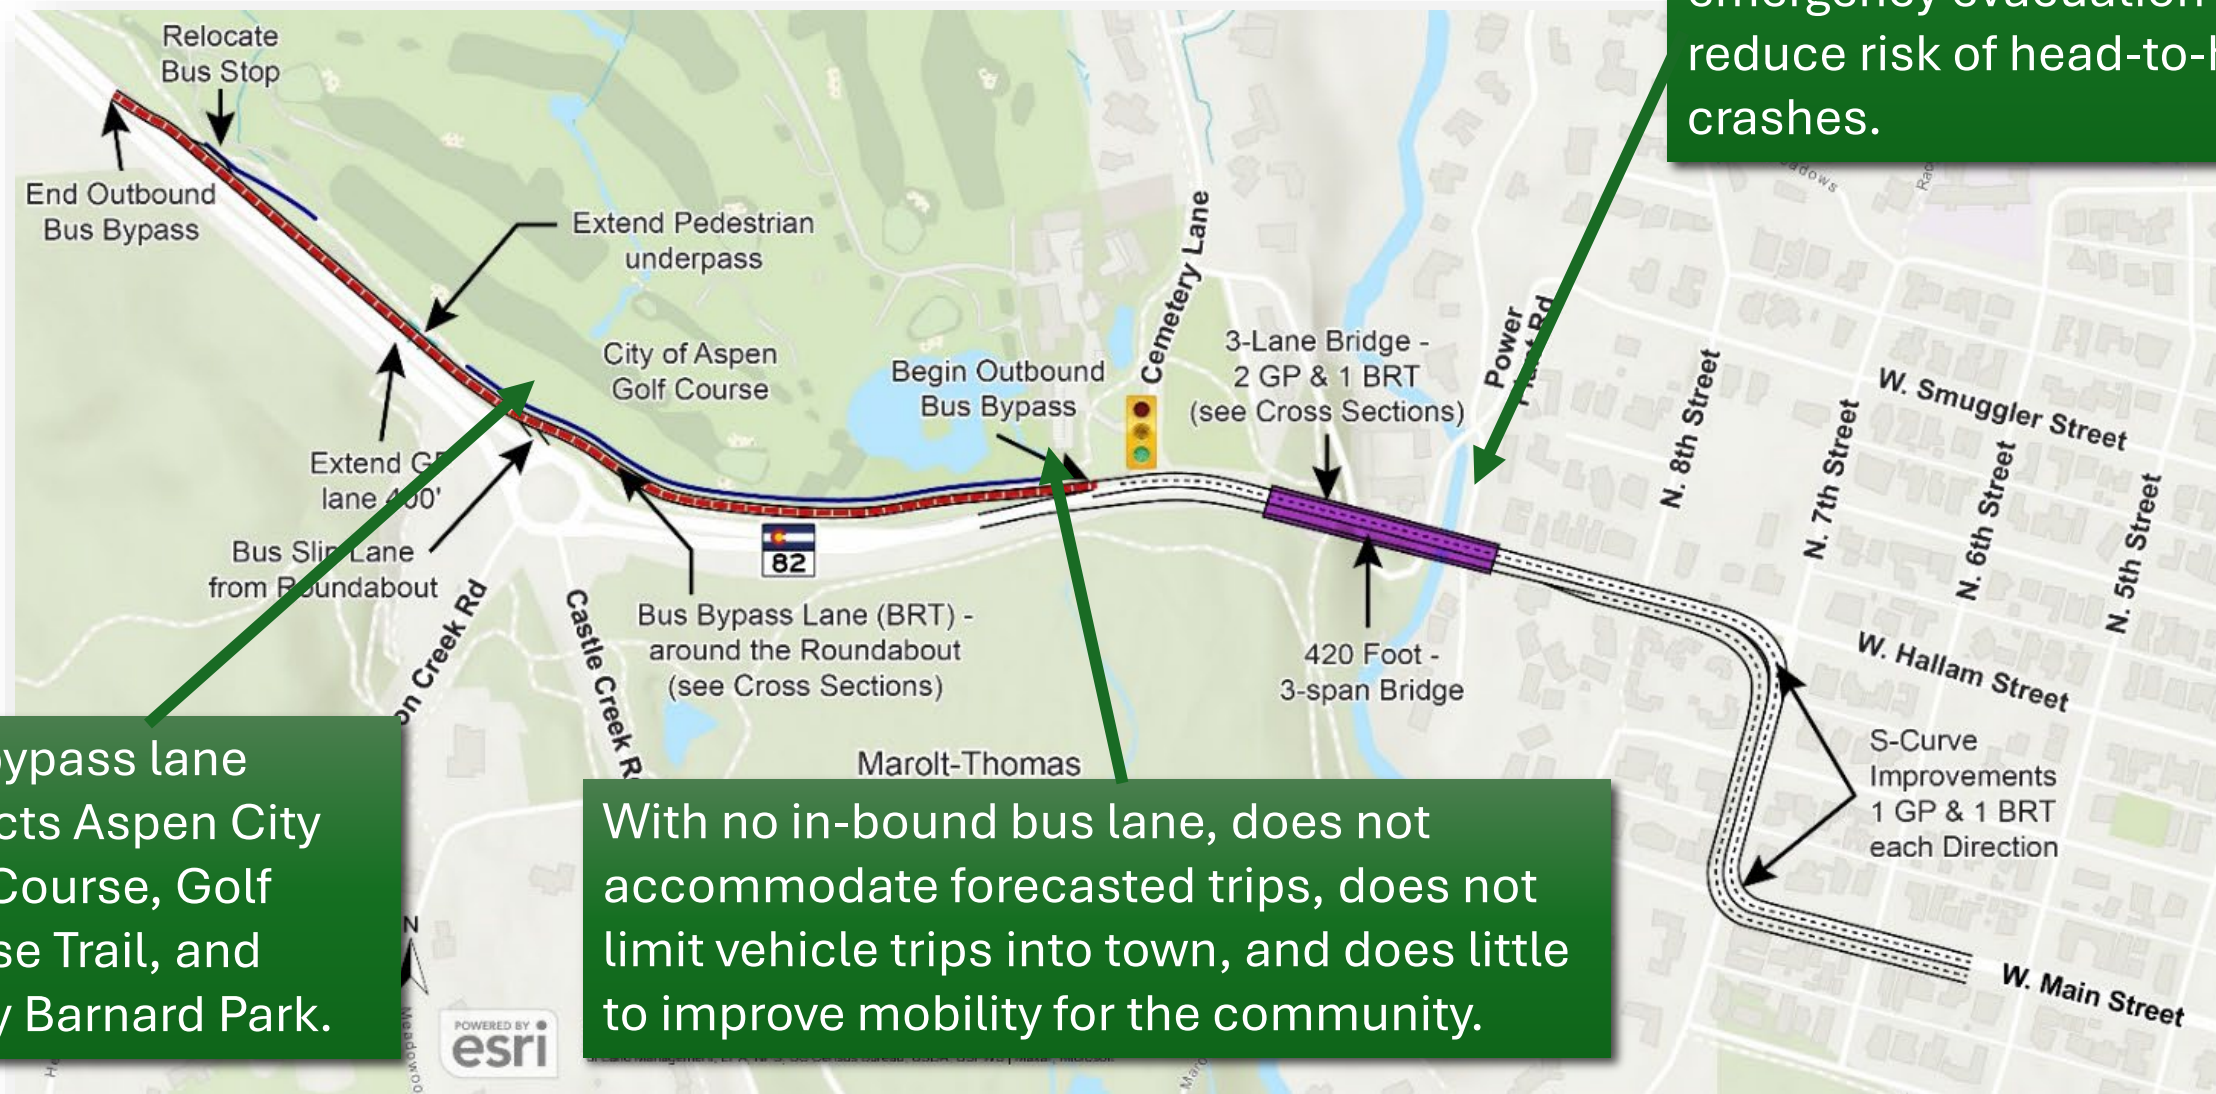 Relocate
Bus Stop
End Outbound
Bus Bypass
Extend Pedestrian
underpass
City of Aspen
Golf Course
Begin Outbound
Bus Bypass
Cemetery Lane
3-Lane Bridge -
2 GP & 1 BRT
(see Cross Sections)
Power
reduce risk of head-to-
crashes.
W. Smuggler Street
N. 8th Street
N. 7th Street
N. 6th Street
N. 5th Street
W. Hallam Street
W. Main Street
Extend
lane
Bus Slip Lane
from Roundabout
82
Castle Creek
Creek Rd
Bus Bypass Lane (BRT) -
around the Roundabout
(see Cross Sections)
420 Foot -
3-span Bridge
S-Curve
Improvements
1 GP & 1 BRT
each Direction
Marolt-Thomas
lane
Aspen City
Course, Golf
Trail, and
Barnard Park.
With no in-bound bus lane, does not
accommodate forecasted trips, does not
limit vehicle trips into town, and does little
to improve mobility for the community.
N
POWERED BY
esri